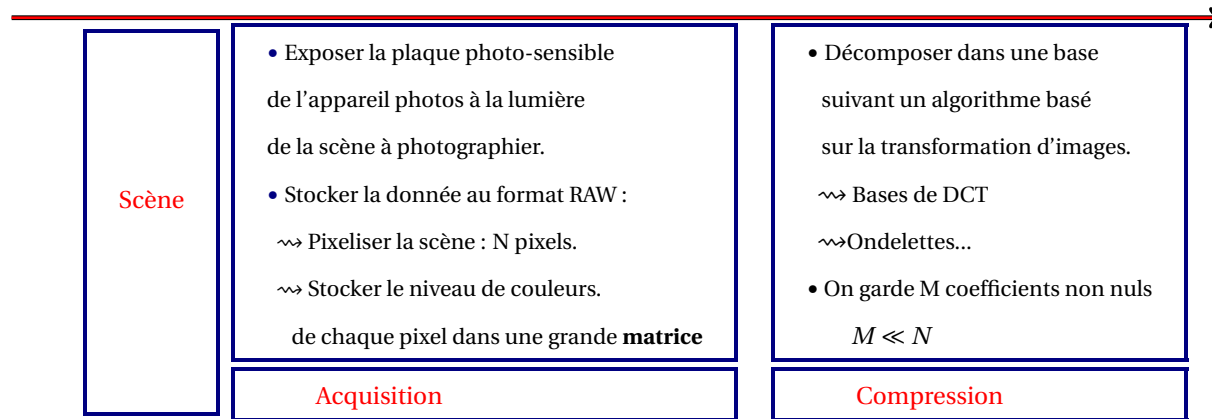 Scène
• Exposer la plaque photo-sensible
de l'appareil photos à la lumière
de la scène à photographier.
• Stocker la donnée au format RAW :
⇝ Pixeliser la scène : N pixels.
⇝ Stocker le niveau de couleurs.
de chaque pixel dans une grande matrice
Acquisition
• Décomposer dans une base
suivant un algorithme basé
sur la transformation d'images.
⇝ Bases de DCT
⇝Ondelettes...
• On garde M coefficients non nuls
M ≪ N
Compression